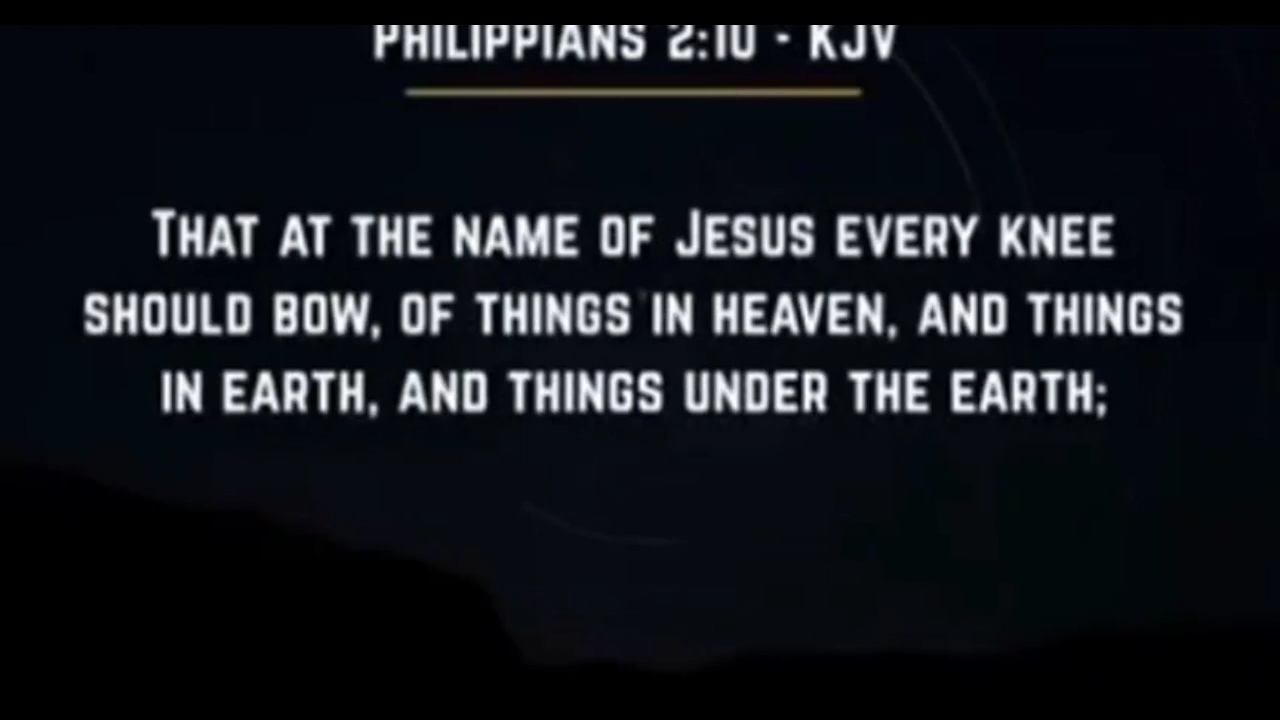 PHILIPPIANS 2:10 - KJV
THAT AT THE NAME OF JESUS EVERY KNEE
SHOULD BOW, OF THINGS IN HEAVEN, AND THINGS
IN EARTH, AND THINGS UNDER THE EARTH;